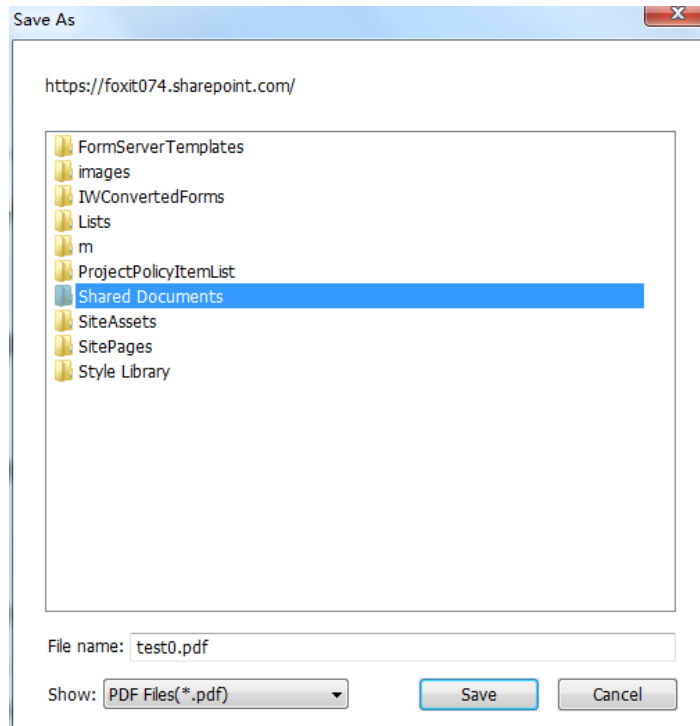 Save As
https://foxit074.sharepoint.com/
FormServerTemplates
images
IWConvertedForms
Lists
m
ProjectPolicyItemList
Shared Documents
SiteAssets
SitePages
Style Library
File name: test0.pdf
Show: PDF Files(*.pdf) Save Cancel